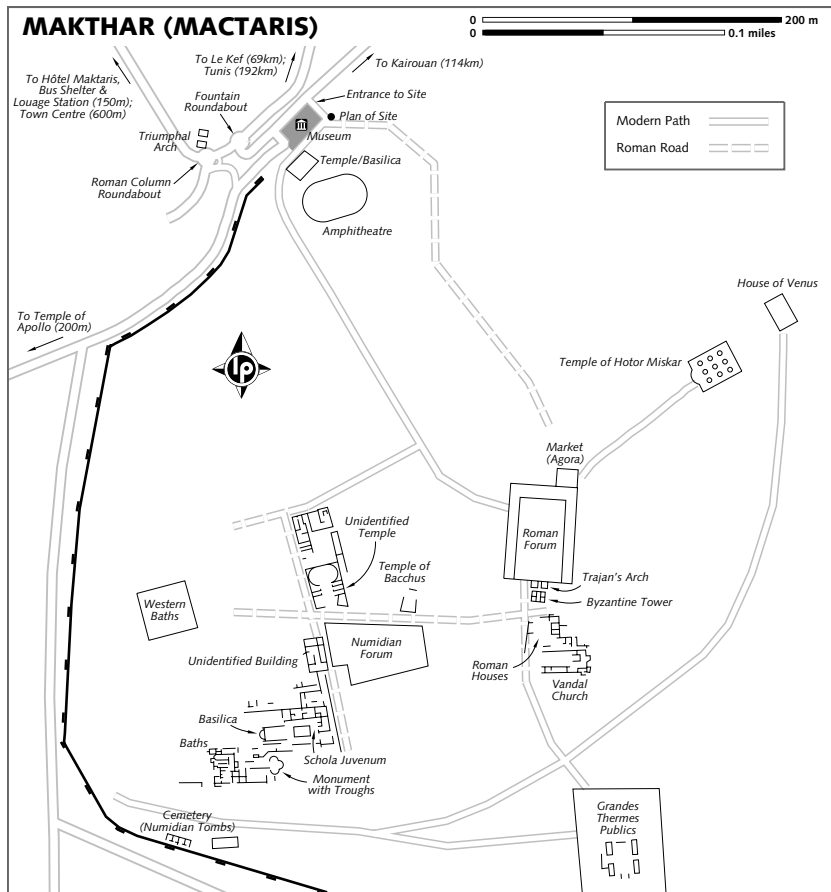 MAKTHAR (MACTARIS)
0 200 m
0 0.1 miles
To Hôtel Maktaris,
Bus Shelter &
Louage Station (150m);
Town Centre (600m)
To Le Kef (69km);
Tunis (192km)
To Kairouan (114km)
Fountain
Roundabout
Entrance to Site
Plan of Site
Museum
Triumphal
Arch
Temple/Basilica
Roman Column
Roundabout
Amphitheatre
Modern Path
Roman Road
House of Venus
To Temple of
Apollo (200m)
lp
Temple of Hotor Miskar
Market
(Agora)
Unidentified
Temple
Roman
Forum
Temple of
Bacchus
Trajan's Arch
Byzantine Tower
Western
Baths
Numidian
Forum
Unidentified Building
Roman
Houses
Vandal
Church
Basilica
Baths
Schola Juvenum
Monument
with Troughs
Cemetery
(Numidian Tombs)
Grandes
Thermes
Publics